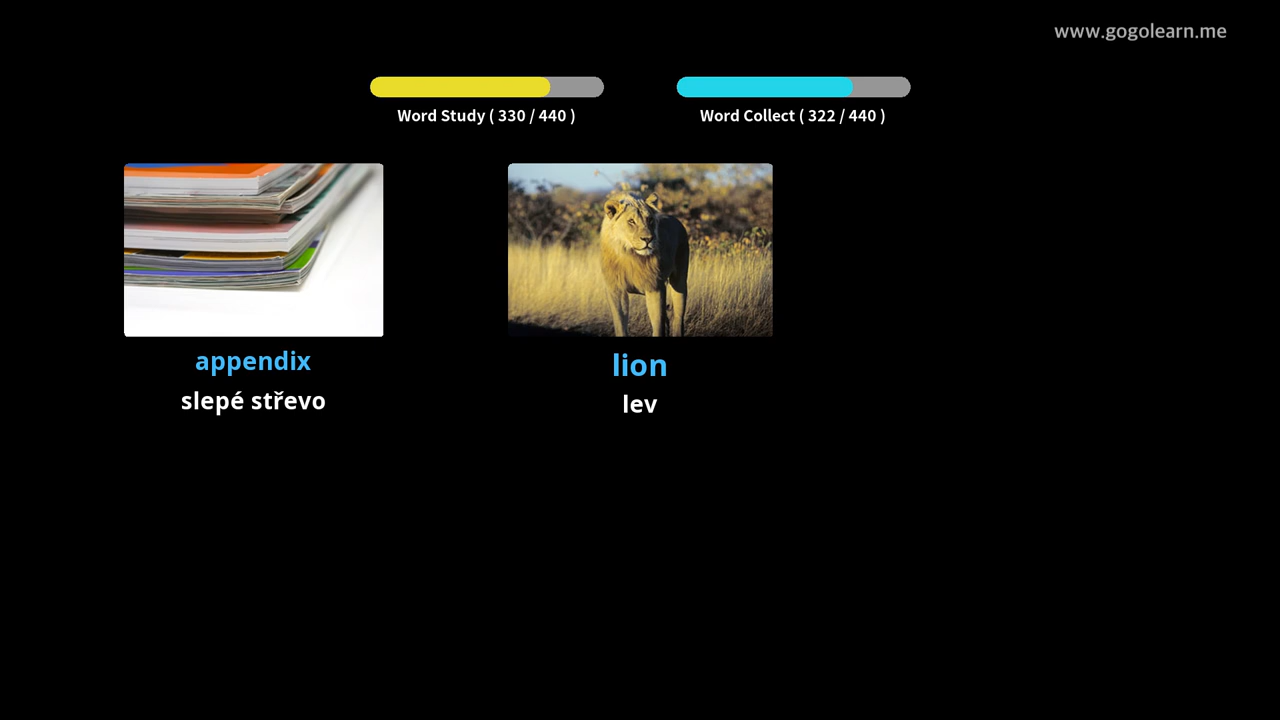 www.gogolearn.me
Word Study ( 330 / 440 )
Word Collect ( 322 / 440 )
appendix
slepé střevo
lion
lev